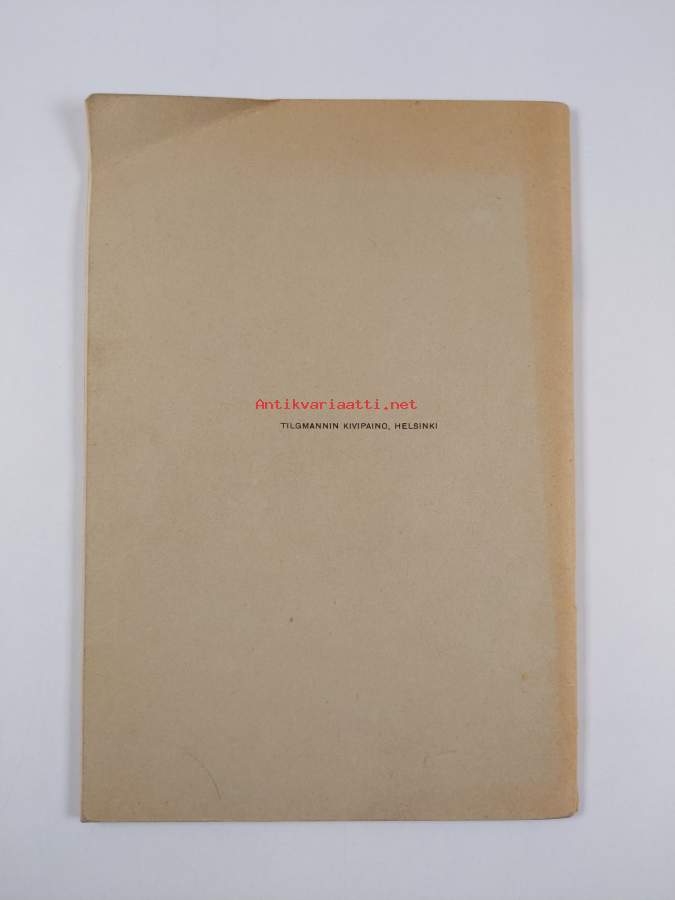 Antikvariaatti.net
TILGMANNIN KIVIPAINO, HELSINKI